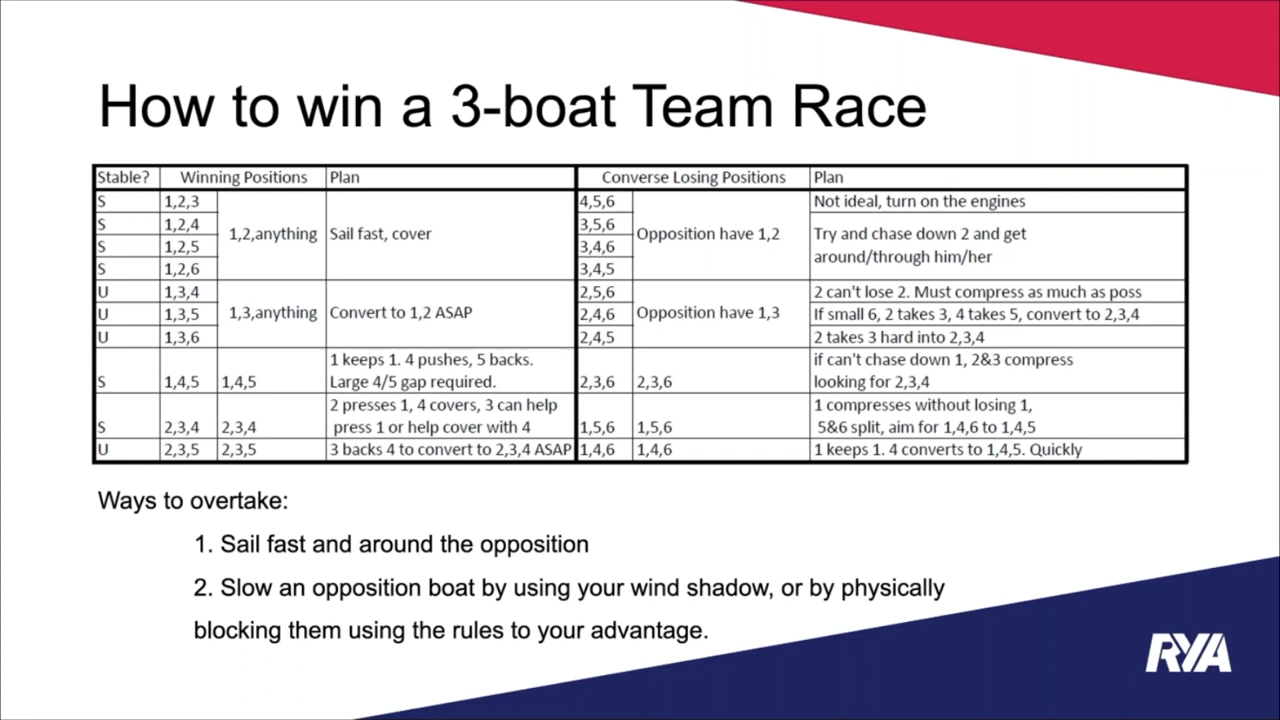 How to win a 3-boat Team Race
Stable? Winning Positions Plan Converse Losing Positions Plan
S 1,2,3 4,5,6 Not ideal, turn on the engines
S 1,2,4 1,2,anything Sail fast, cover 3,5,6 Opposition have 1,2 Try and chase down 2 and get
S 1,2,5 3,4,6 around/through him/her
S 1,2,6 3,4,5
U 1,3,4 2,5,6 2 can't lose 2. Must compress as much as poss
U 1,3,5 1,3,anything Convert to 1,2 ASAP 2,4,6 Opposition have 1,3 If small 6, 2 takes 3, 4 takes 5, convert to 2,3,4
U 1,3,6 2,4,5 2 takes 3 hard into 2,3,4
1 keeps 1. 4 pushes, 5 backs. if can't chase down 1, 2&3 compress
S 1,4,5 1,4,5 Large 4/5 gap required. 2,3,6 2,3,6 looking for 2,3,4
2 presses 1, 4 covers, 3 can help 1 compresses without losing 1,
S 2,3,4 2,3,4 press 1 or help cover with 4 1,5,6 1,5,6 5&6 split, aim for 1,4,6 to 1,4,5
U 2,3,5 2,3,5 3 backs 4 to convert to 2,3,4 ASAP 1,4,6 1,4,6 1 keeps 1. 4 converts to 1,4,5. Quickly
Ways to overtake:
1. Sail fast and around the opposition
2. Slow an opposition boat by using your wind shadow, or by physically
blocking them using the rules to your advantage.
RYA